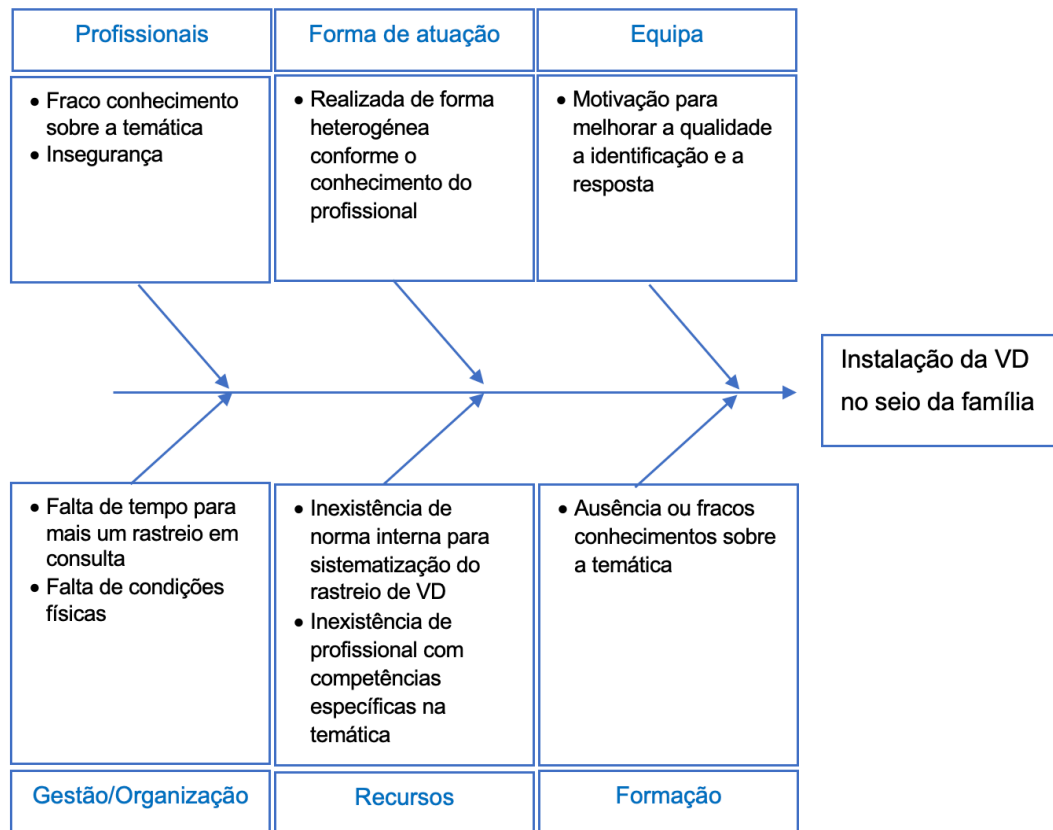 Profissionais
Forma de atuação
Equipa
• Fraco conhecimento
sobre a temática
• Insegurança
• Realizada de forma
heterogénea
conforme o
conhecimento do
profissional
• Motivação para
melhorar a qualidade
a identificação e a
resposta
Instalação da VD
no seio da família
• Falta de tempo para
mais um rastreio em
consulta
• Falta de condições
físicas
• Inexistência de
norma interna para
sistematização do
rastreio de VD
• Inexistência de
profissional com
competências
específicas na
temática
• Ausência ou fracos
conhecimentos sobre
a temática
Gestão/Organização
Recursos
Formação